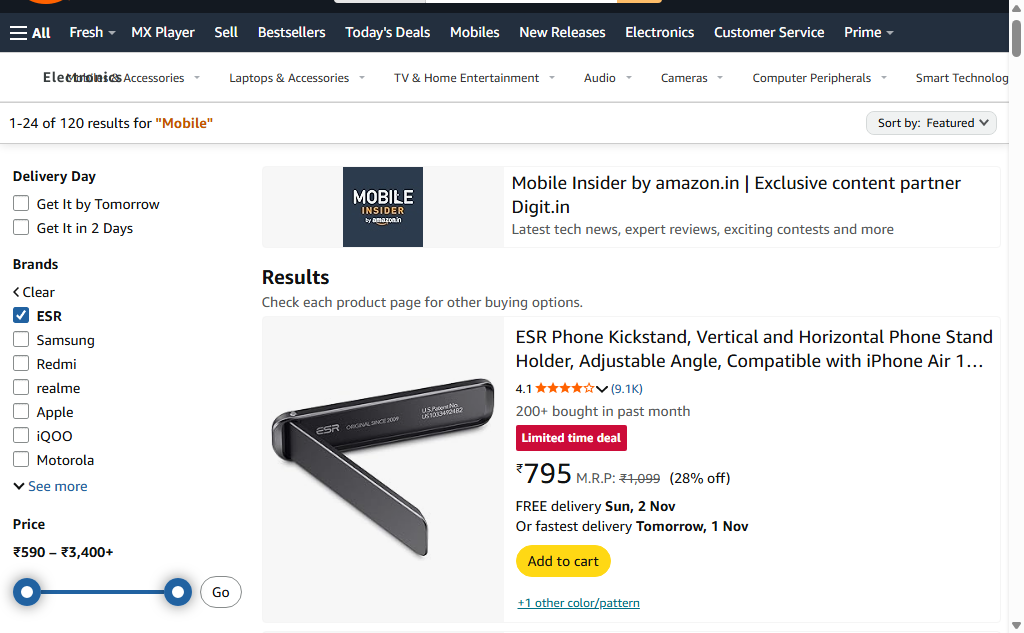 All Fresh MX Player Sell Bestsellers Today's Deals Mobiles New Releases Electronics Customer Service Prime
Electronics Mobiles & Accessories Laptops & Accessories TV & Home Entertainment Audio Cameras Computer Peripherals Smart Technolog
1-24 of 120 results for "Mobile"
Sort by: Featured
Delivery Day
Get It by Tomorrow
Get It in 2 Days
Brands
Clear
ESR
Samsung
Redmi
realme
Apple
iQOO
Motorola
See more
Price
₹590 – ₹3,400+
Go
MOBILE
INSIDER
by amazon.in
Mobile Insider by amazon.in | Exclusive content partner
Digit.in
Latest tech news, expert reviews, exciting contests and more
Results
Check each product page for other buying options.
ESR ORIGINAL SINCE 2009
U.S.Patent No.
US10334924B2
ESR Phone Kickstand, Vertical and Horizontal Phone Stand
Holder, Adjustable Angle, Compatible with iPhone Air 1…
4.1 (9.1K)
200+ bought in past month
Limited time deal
₹795 M.R.P: ₹1,099 (28% off)
FREE delivery Sun, 2 Nov
Or fastest delivery Tomorrow, 1 Nov
Add to cart
+1 other color/pattern